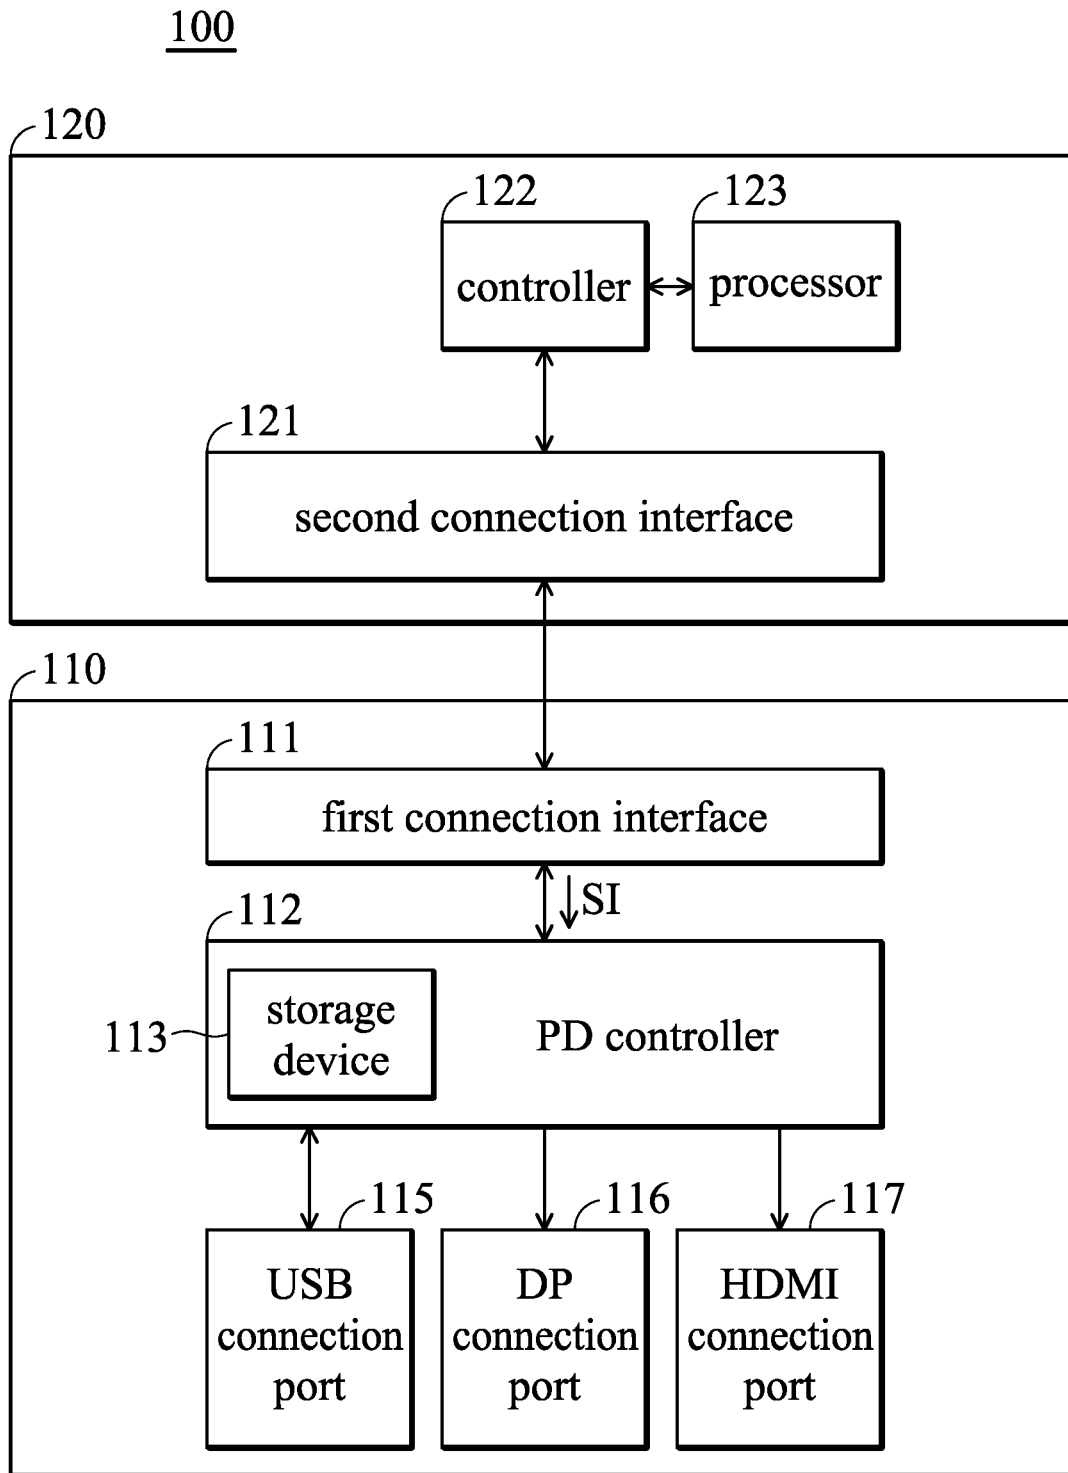 100
120
122
123
controller
processor
121
second connection interface
110
111
first connection interface
SI
112
storage
device
113
PD controller
115
116
117
USB
connection
port
DP
connection
port
HDMI
connection
port